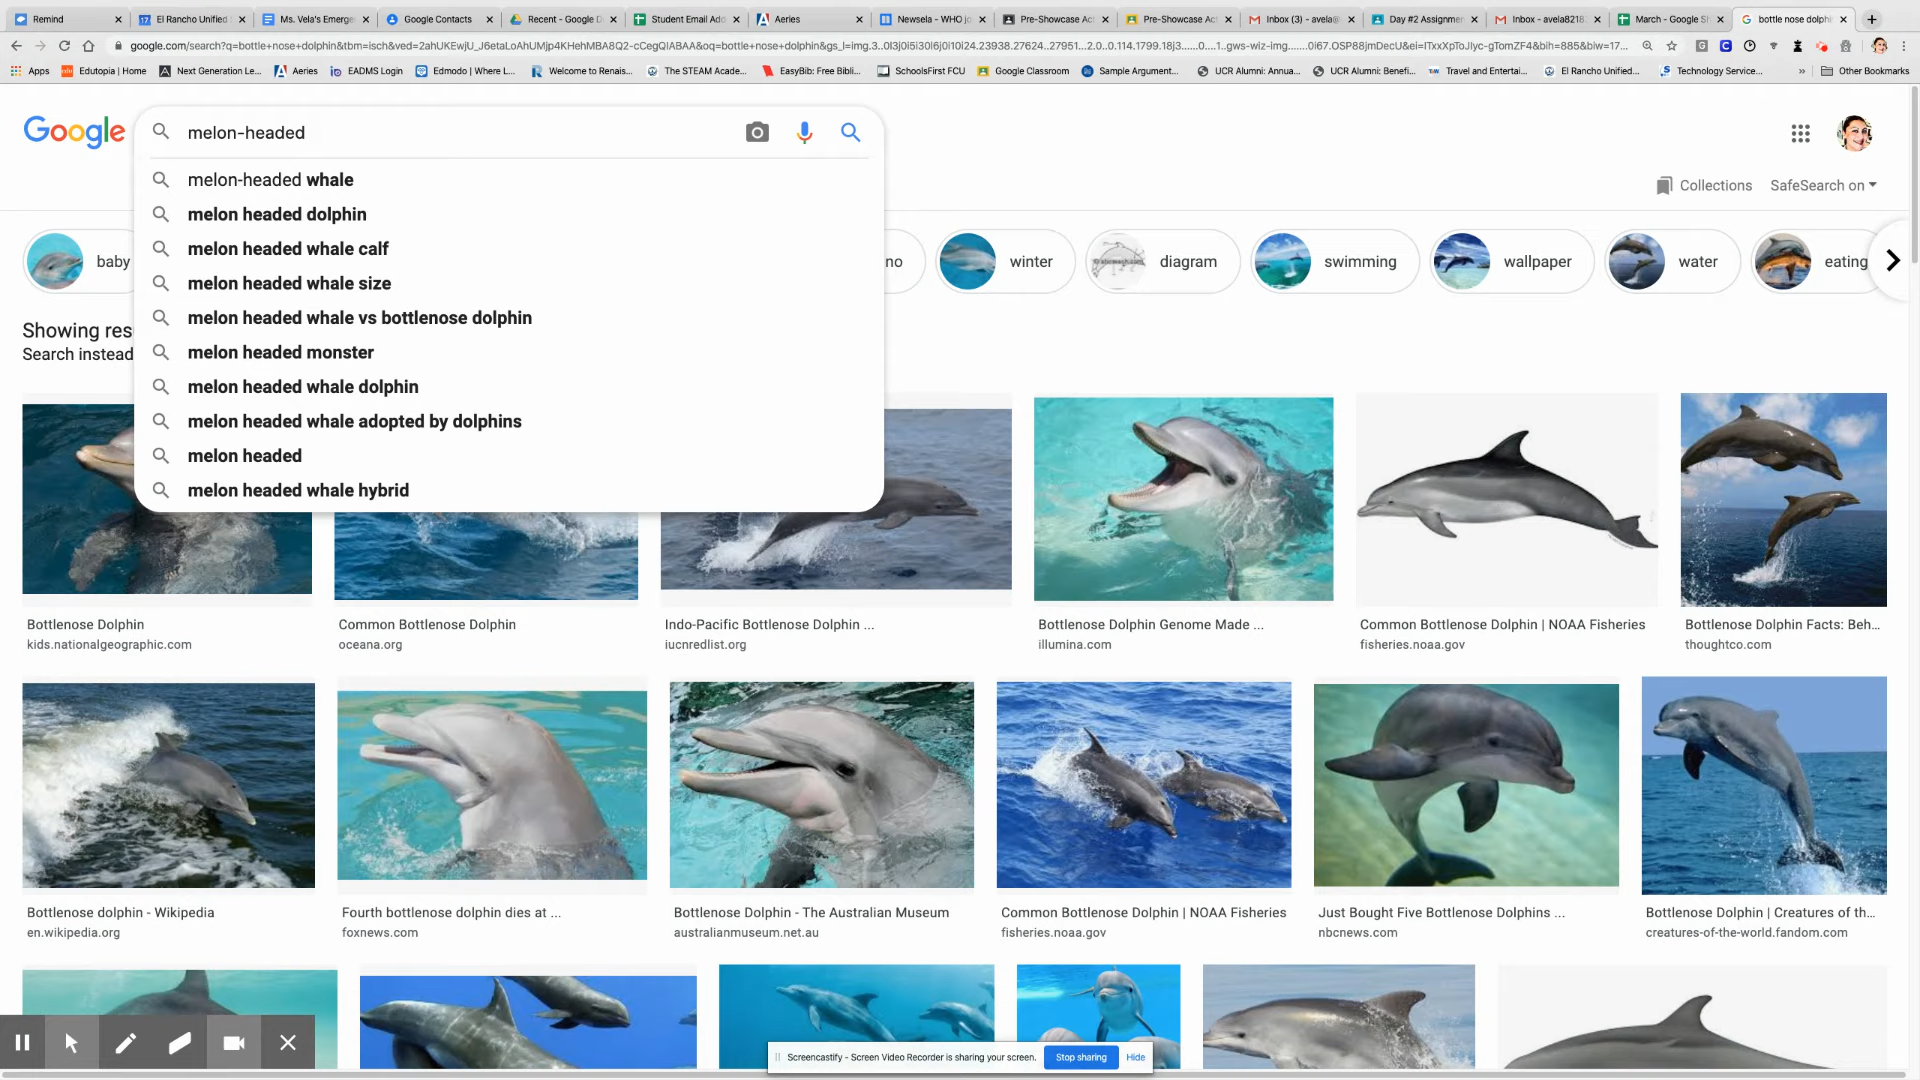 Remind
El Rancho Unified
Ms. Vela's Emerge
Google Contacts
Recent - Google D
Student Email Add
Aeries
Newsela - WHO jo
Pre-Showcase Act
Pre-Showcase Act
Inbox (3) - avela@
Day #2 Assignmen
Inbox - avela8218
March - Google Sl
bottle nose dolphi
Apps
Edutopia | Home
Next Generation Le...
Aeries
EADMS Login
Edmodo | Where L...
Welcome to Renais...
The STEAM Acade...
EasyBib: Free Bibli...
SchoolsFirst FCU
Google Classroom
Sample Argument...
UCR Alumni: Annua...
UCR Alumni: Benefi...
Travel and Entertai...
El Rancho Unified...
Technology Service...
Other Bookmarks
Google
melon-headed
melon-headed whale
melon headed dolphin
melon headed whale calf
melon headed whale size
melon headed whale vs bottlenose dolphin
melon headed monster
melon headed whale dolphin
melon headed whale adopted by dolphins
melon headed
melon headed whale hybrid
Collections
SafeSearch on
baby
no
winter
diagram
swimming
wallpaper
water
eating
Showing res
Search instead
Bottlenose Dolphin
kids.nationalgeographic.com
Common Bottlenose Dolphin
oceana.org
Indo-Pacific Bottlenose Dolphin ...
iucnredlist.org
Bottlenose Dolphin Genome Made ...
illumina.com
Common Bottlenose Dolphin | NOAA Fisheries
fisheries.noaa.gov
Bottlenose Dolphin Facts: Beh...
thoughtco.com
Bottlenose dolphin - Wikipedia
en.wikipedia.org
Fourth bottlenose dolphin dies at ...
foxnews.com
Bottlenose Dolphin - The Australian Museum
australianmuseum.net.au
Common Bottlenose Dolphin | NOAA Fisheries
fisheries.noaa.gov
Just Bought Five Bottlenose Dolphins ...
nbcnews.com
Bottlenose Dolphin | Creatures of th...
creatures-of-the-world.fandom.com
Screencastify - Screen Video Recorder is sharing your screen.
Stop sharing
Hide